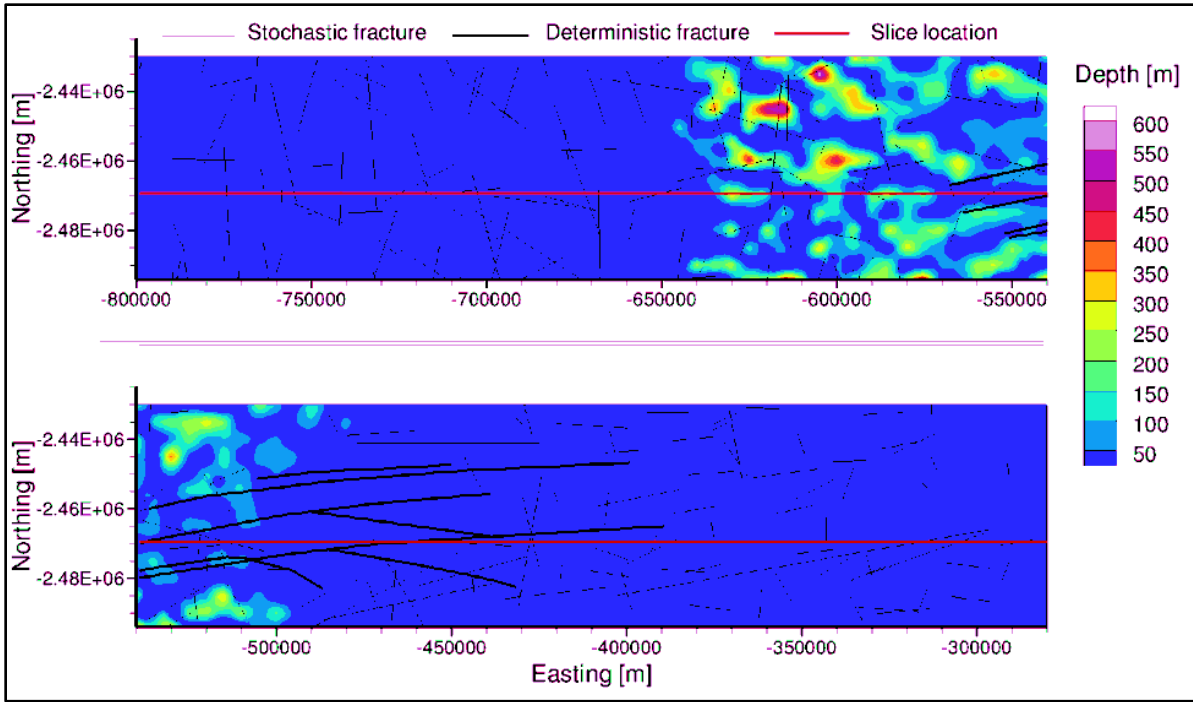 Stochastic fracture Deterministic fracture Slice location
Depth [m]
600
550
500
450
400
350
300
250
200
150
100
50
Northing [m]
-2.44E+06
-2.46E+06
-2.48E+06
-800000 -750000 -700000 -650000 -600000 -550000
Northing [m]
-2.44E+06
-2.46E+06
-2.48E+06
-500000 -450000 -400000 -350000 -300000
Easting [m]